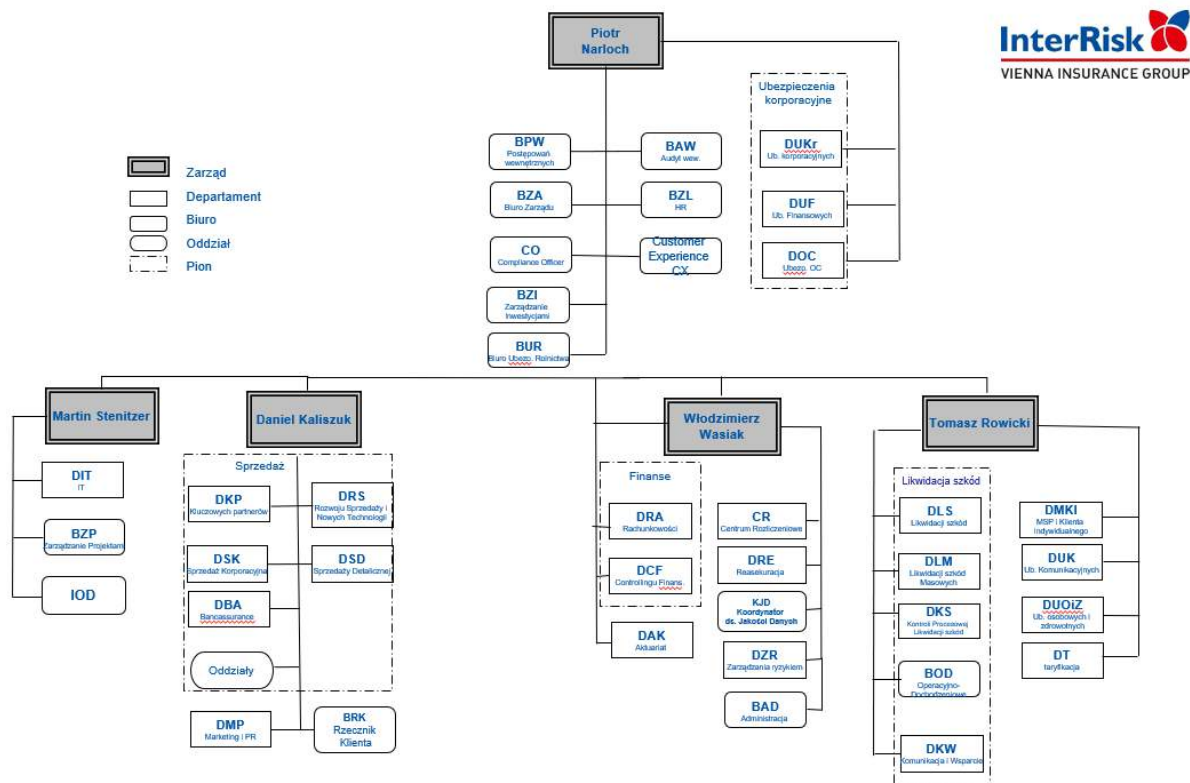 Piotr
Narloch
InterRisk
VIENNA INSURANCE GROUP
Ubezpieczenia
korporacyjne
BPW
Postępowań
wewnętrznych
BAW
Audyt wew.
DUKr
Ub. korporacyjnych
Zarząd
Departament
Biuro
Oddział
Pion
BZA
Biuro Zarządu
BZL
HR
DUF
Ub. Finansowych
CO
Compliance Officer
Customer
Experience
CX
DOC
Ubezp. OC
BZI
Zarządzanie
Inwestycjami
BUR
Biuro Ubezp. Rolnictwa
Martin Stenitzer
Daniel Kaliszuk
Włodzimierz
Wasiak
Tomasz Rowicki
DIT
IT
BZP
Zarządzanie Projektam
IOD
Sprzedaż
DKP
Kluczowych partnerów
DRS
Rozwoju Sprzedaży i
Nowych Technologii
DSK
Sprzedaż Korporacyjna
DSD
Sprzedaży Detalicznej
DBA
Bancassurance
Oddziały
DMP
Marketing i PR
BRK
Rzecznik
Klienta
Finanse
DRA
Rachunkowości
DCF
Controllingu Finans.
DAK
Aktuariat
CR
Centrum Rozliczeniowe
DRE
Reasekuracja
KJD
Koordynator
ds. Jakości Danych
DZR
Zarządzania ryzykiem
BAD
Administracja
Likwidacja szkód
DLS
Likwidacji szkód
DLM
Likwidacji szkód
Masowych
DKS
Kontroli Procesowej
Likwidacji szkód
BOD
Operacyjno-
Dochodzeniowe
DKW
Komunikacja i Wsparcie
DMKI
MSP i Klienta
Indywidualnego
DUK
Ub. Komunikacyjnych
DUOiZ
Ub. osobowych i
zdrowotnych
DT
taryfikacja